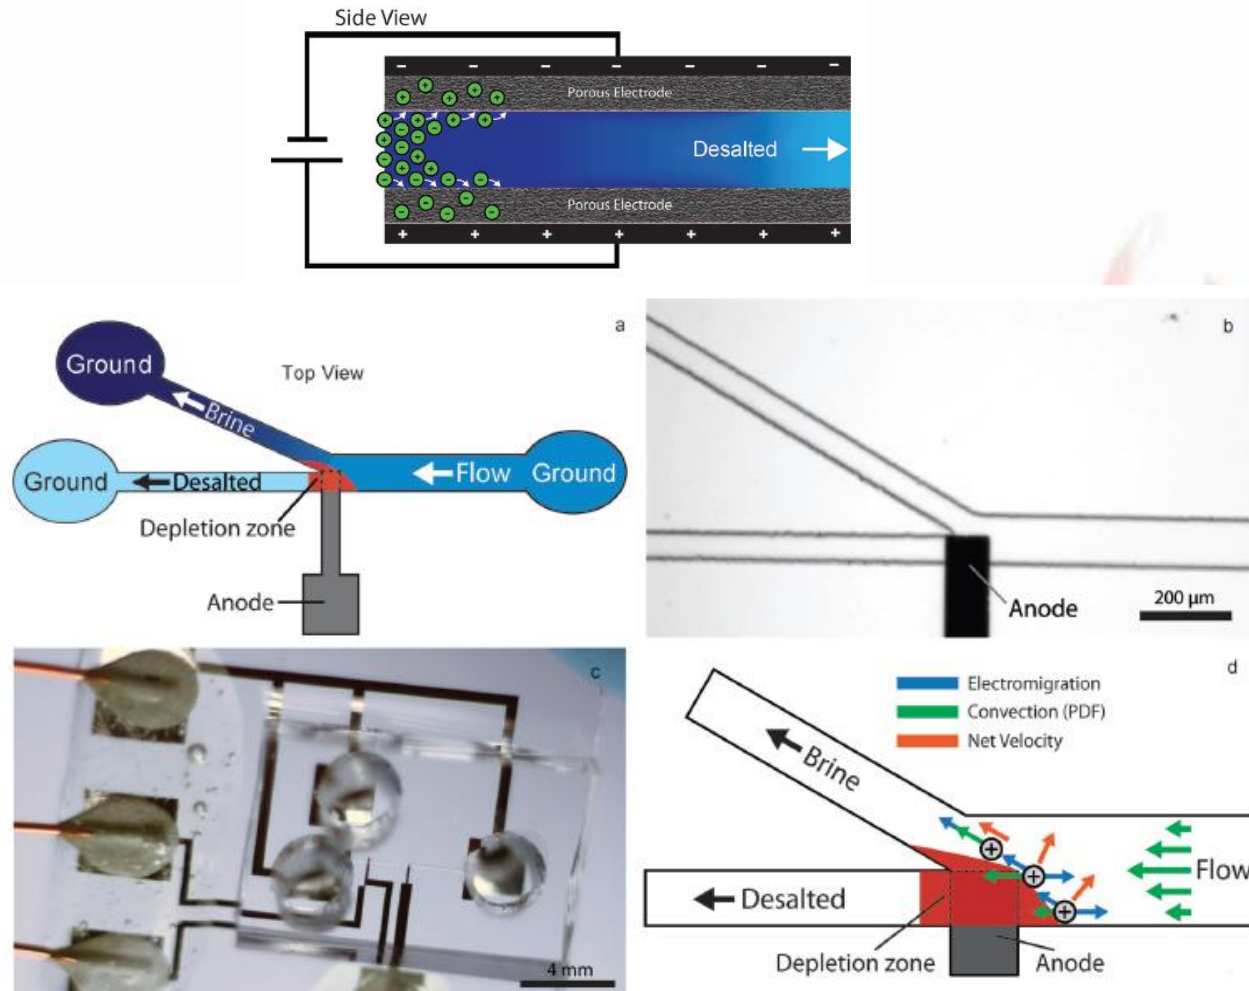 Side View
− − − − − − −
Porous Electrode
Desalted
Porous Electrode
+ + + + + + +
a
Ground
Top View
Brine
Ground
Desalted
Flow
Ground
Depletion zone
Anode
b
Anode
200 µm
c
4 mm
d
Electromigration
Convection (PDF)
Net Velocity
Brine
Flow
Desalted
Depletion zone
Anode